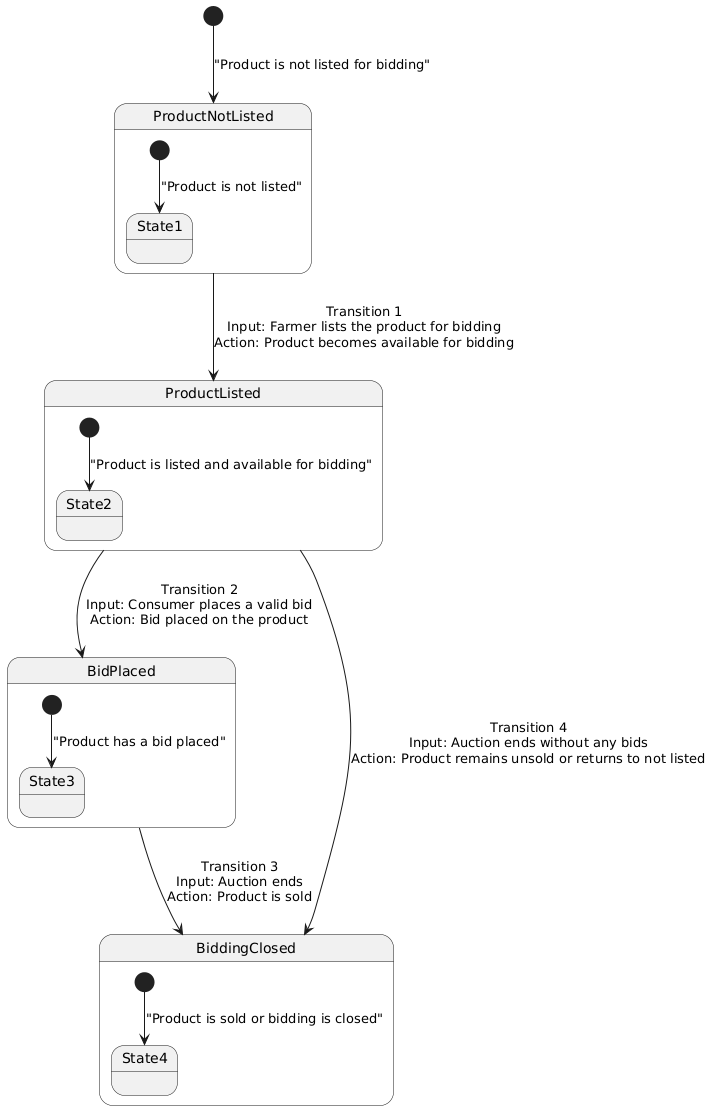 "Product is not listed for bidding"
ProductNotListed
"Product is not listed"
State1
Transition 1
Input: Farmer lists the product for bidding
Action: Product becomes available for bidding
ProductListed
"Product is listed and available for bidding"
State2
Transition 2
Input: Consumer places a valid bid
Action: Bid placed on the product
BidPlaced
"Product has a bid placed"
State3
Transition 4
Input: Auction ends without any bids
Action: Product remains unsold or returns to not listed
Transition 3
Input: Auction ends
Action: Product is sold
BiddingClosed
"Product is sold or bidding is closed"
State4